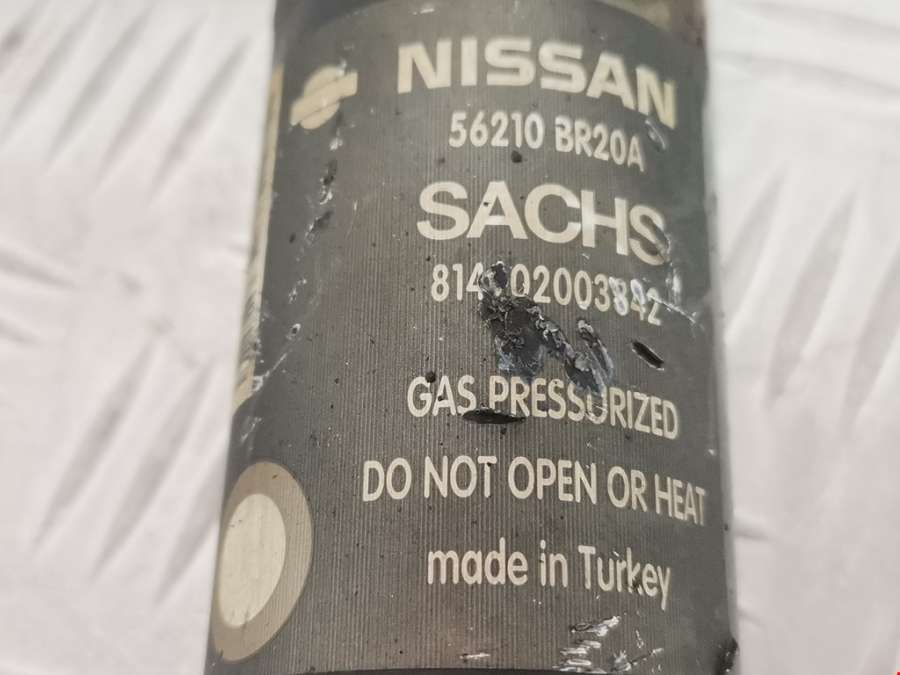 NISSAN
56210 BR20A
SACHS
GAS PRESSURIZED
DO NOT OPEN OR HEAT
made in Turkey